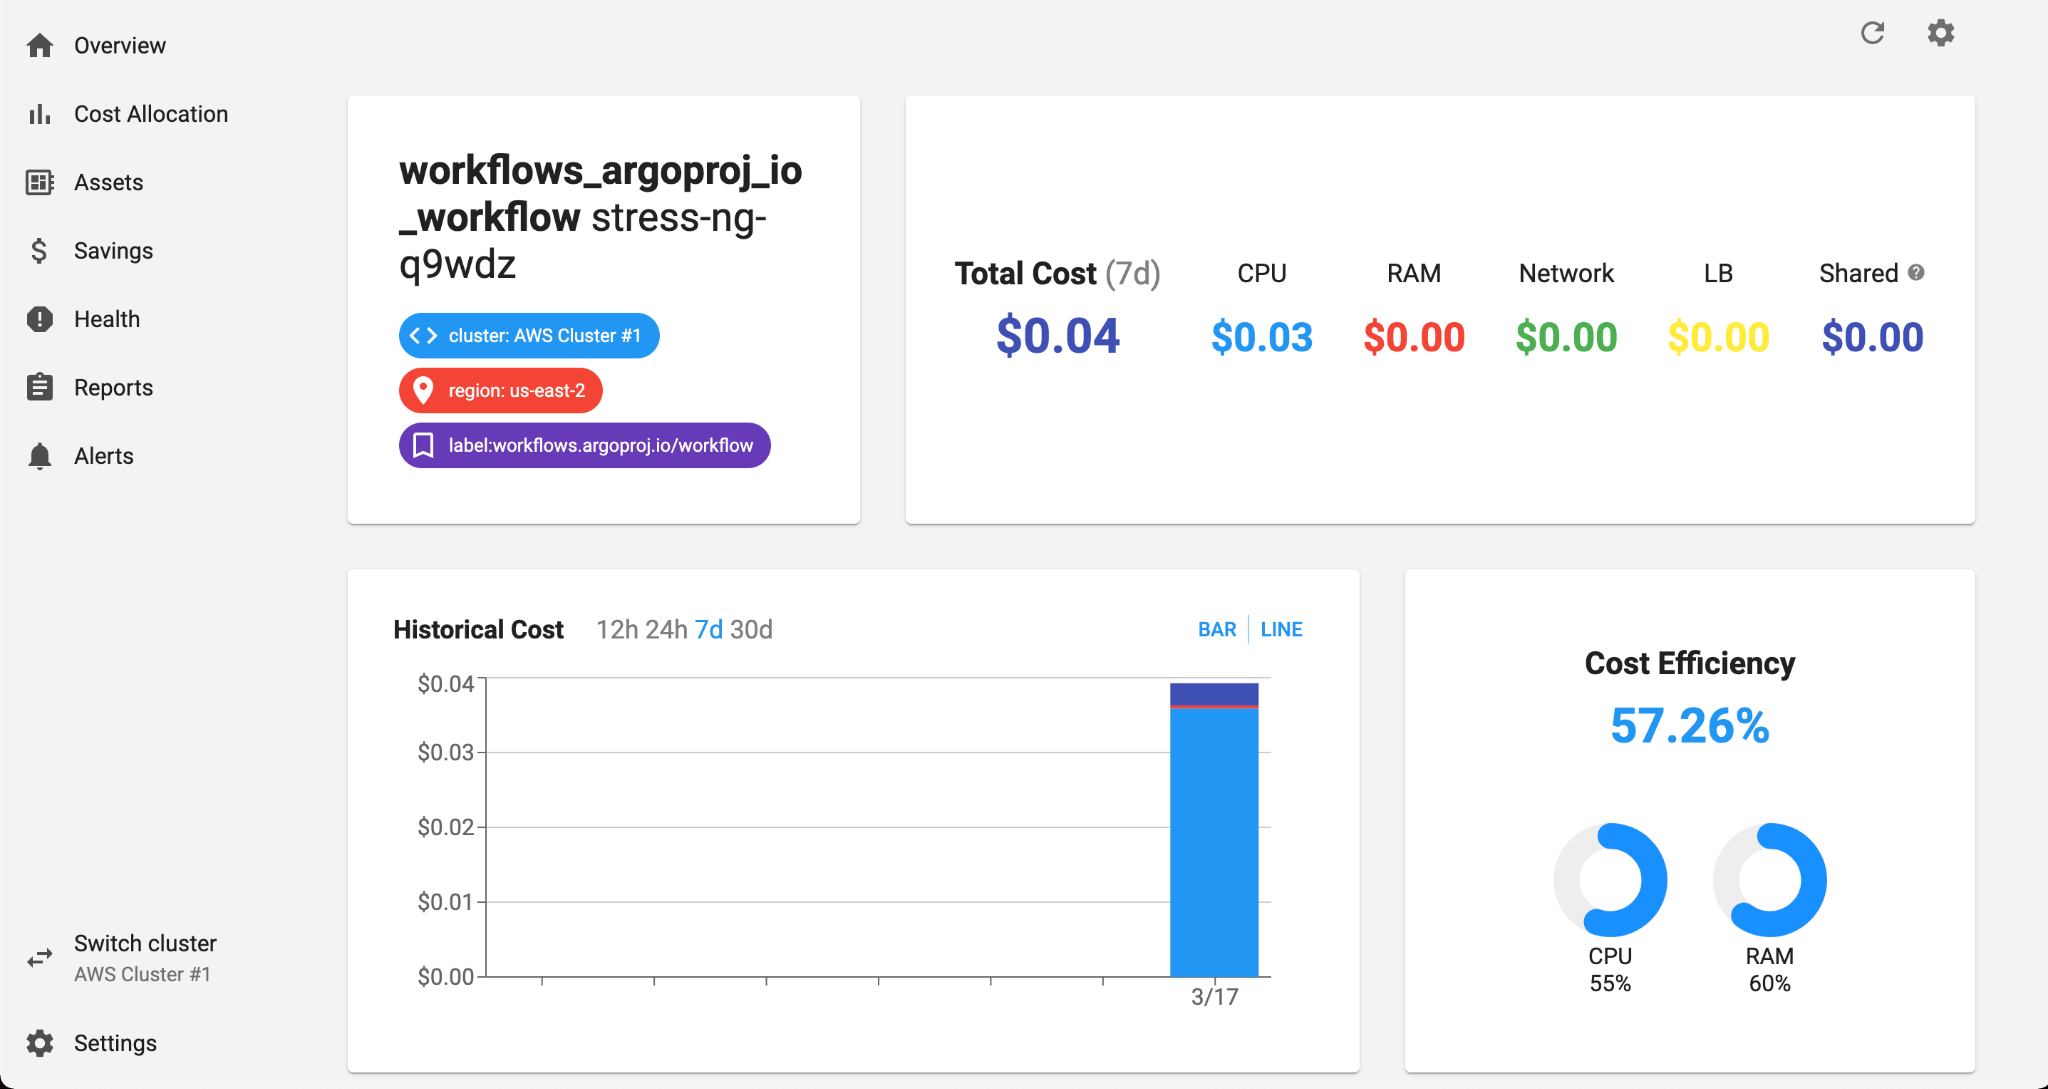 Overview
Cost Allocation
Assets
Savings
Health
Reports
Alerts
Switch cluster
AWS Cluster #1
Settings
workflows_argoproj_io
_workflow stress-ng-
q9wdz
cluster: AWS Cluster #1
region: us-east-2
label:workflows.argoproj.io/workflow
Total Cost (7d) CPU RAM Network LB Shared ?
$0.04 $0.03 $0.00 $0.00 $0.00 $0.00
Historical Cost 12h 24h 7d 30d BAR LINE
$0.04
$0.03
$0.02
$0.01
$0.00
3/17
Cost Efficiency
57.26%
CPU RAM
55% 60%